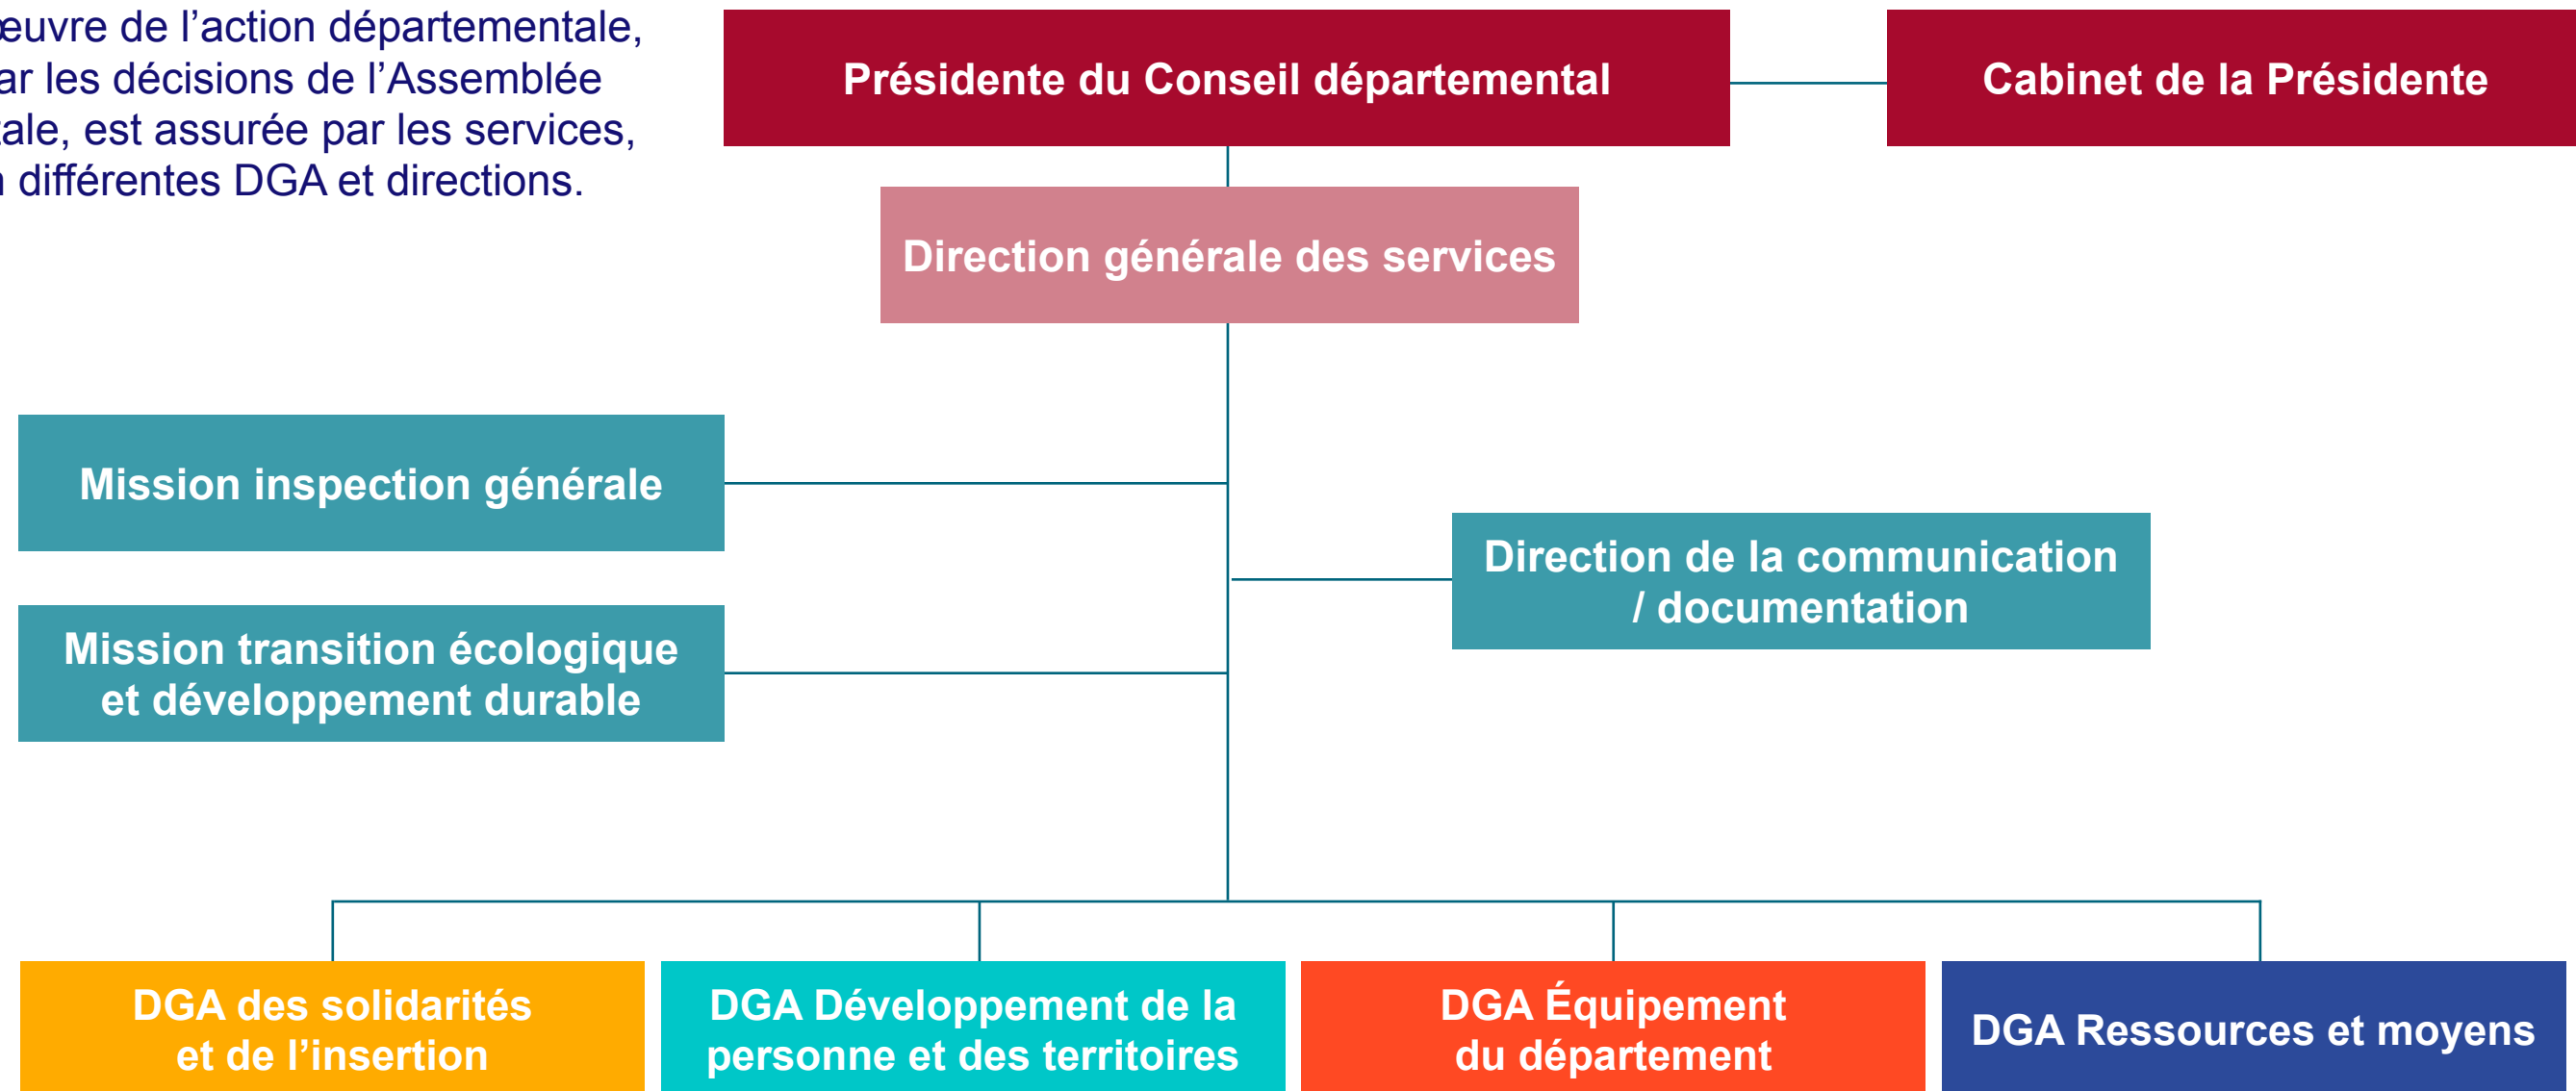 œuvre de l’action départementale,
par les décisions de l’Assemblée
est assurée par les services,
différentes DGA et directions.
Présidente du Conseil départemental
Cabinet de la Présidente
Direction générale des services
Mission inspection générale
Direction de la communication
/ documentation
Mission transition écologique
et développement durable
DGA des solidarités
et de l’insertion
DGA Développement de la
personne et des territoires
DGA Équipement
du département
DGA Ressources et moyens